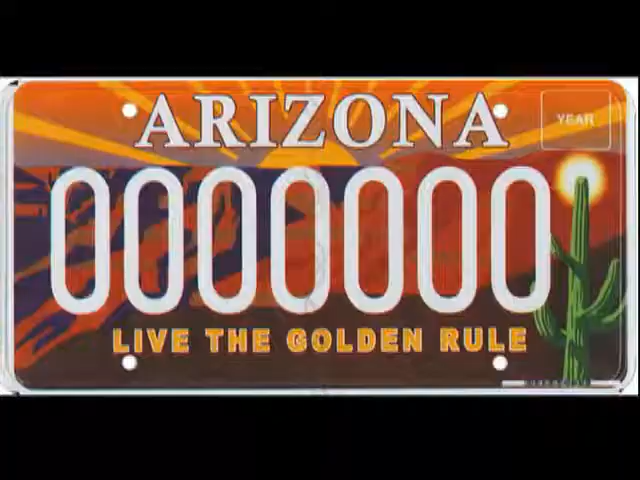 ARIZONA
YEAR
0000000
LIVE THE GOLDEN RULE